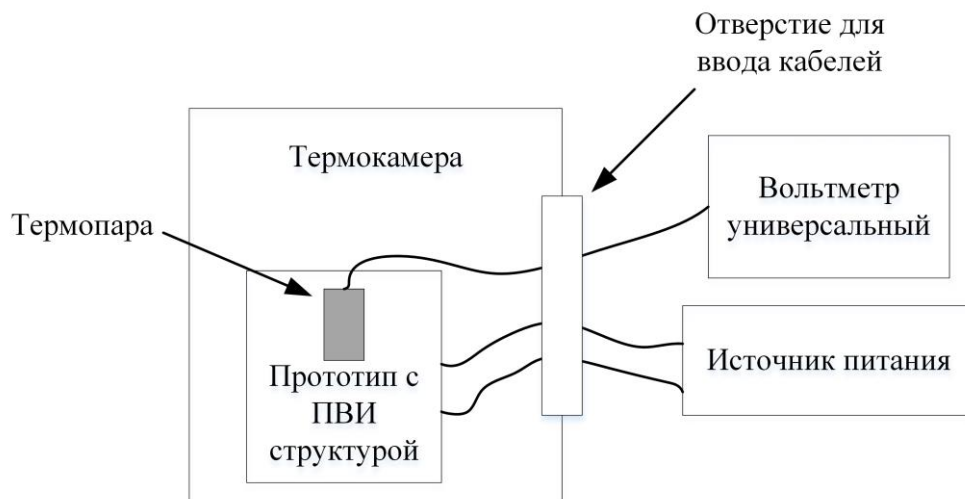 Отверстие для
ввода кабелей
Термокамера
Вольтметр
универсальный
Термопара
Источник питания
Прототип с
ПВИ
структурой